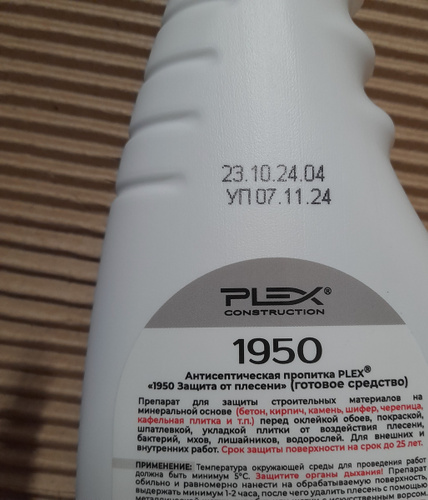 23.10.24.04
УП 07.11.24
PLEX®
CONSTRUCTION
1950
Антисептическая пропитка PLEX®
«1950 Защита от плесени» (готовое средство)
Препарат для защиты строительных материалов на
минеральной основе (бетон, кирпич, камень, шифер, черепица,
кафельная плитка и т.п.) перед оклейкой обоев, покраской,
шпатлевкой, укладкой плитки от воздействия плесени,
бактерий, мхов, лишайников, водорослей. Для внешних и
внутренних работ. Срок защиты поверхности на срок до 25 лет.
ПРИМЕНЕНИЕ: Температура окружающей среды для проведения работ
должна быть минимум 5°С. Защитите органы дыхания! Препарат
обильно и равномерно нанести на обрабатываемую поверхность,
выдержать минимум 1-2 часа, после чего удалить плесень с помощью